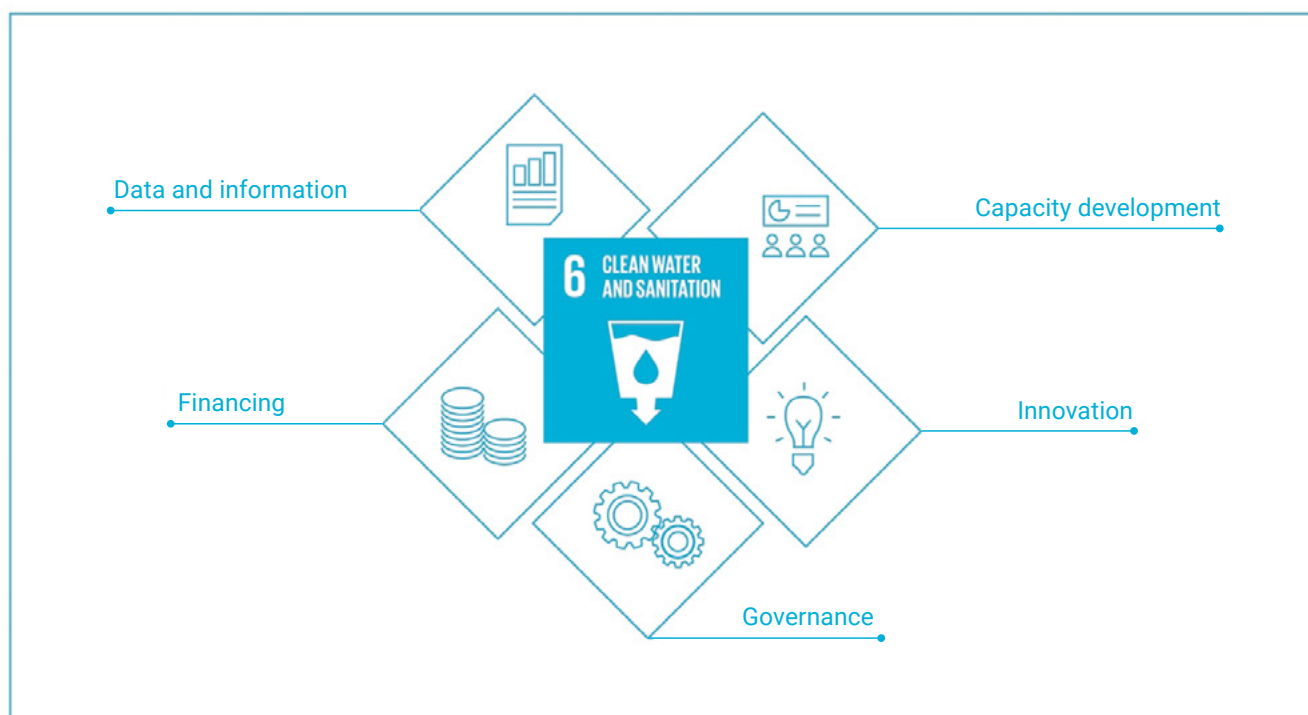 Data and information
Capacity development
6 CLEAN WATER
AND SANITATION
Financing
Innovation
Governance